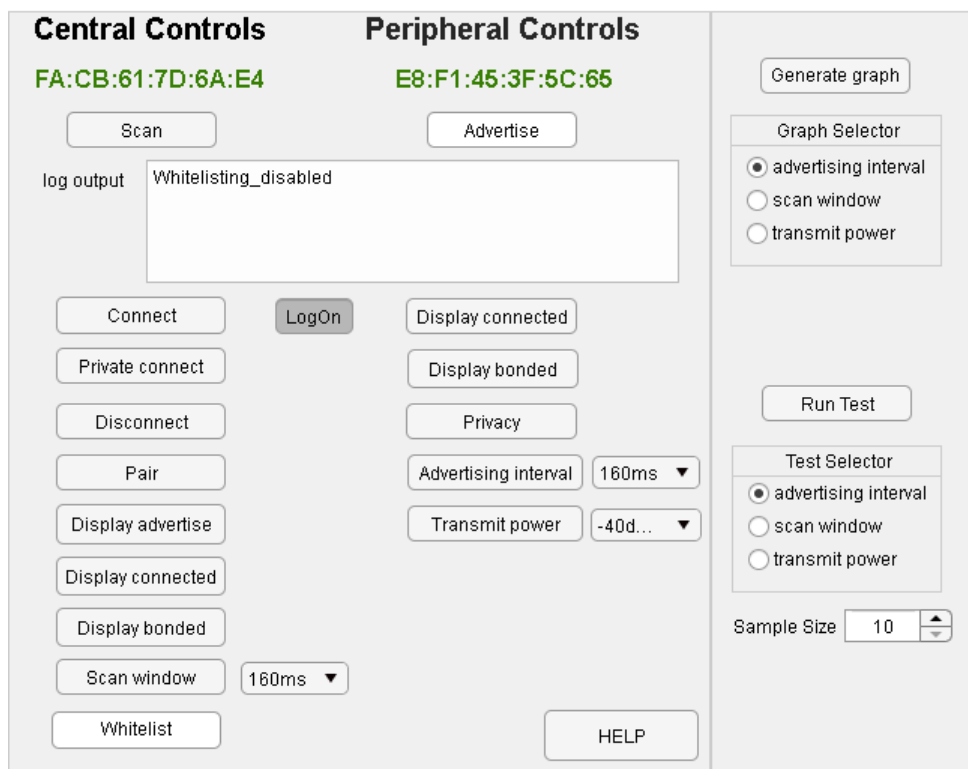 Central Controls
Peripheral Controls
FA:CB:61:7D:6A:E4
E8:F1:45:3F:5C:65
Scan
Advertise
log output
Whitelisting_disabled
Connect
LogOn
Display connected
Private connect
Display bonded
Disconnect
Privacy
Pair
Advertising interval
160ms
Display advertise
Transmit power
-40d...
Display connected
Display bonded
Scan window
160ms
Whitelist
HELP
Generate graph
Graph Selector
advertising interval
scan window
transmit power
Run Test
Test Selector
advertising interval
scan window
transmit power
Sample Size
10